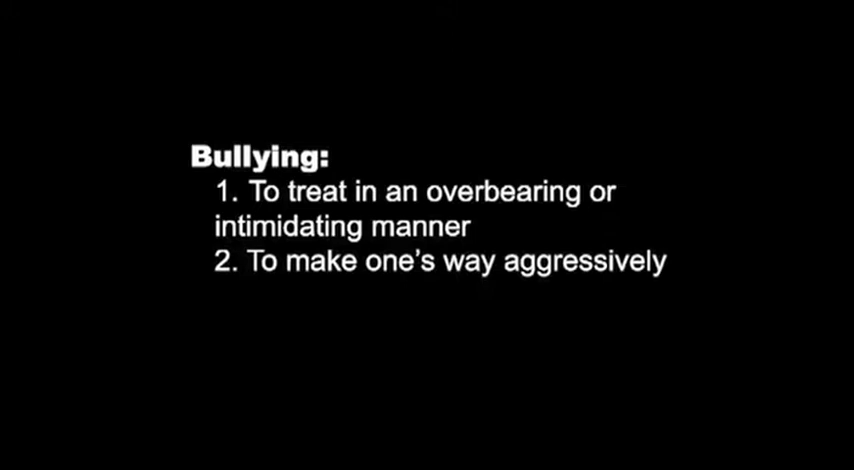 Bullying:
1. To treat in an overbearing or
intimidating manner
2. To make one’s way aggressively